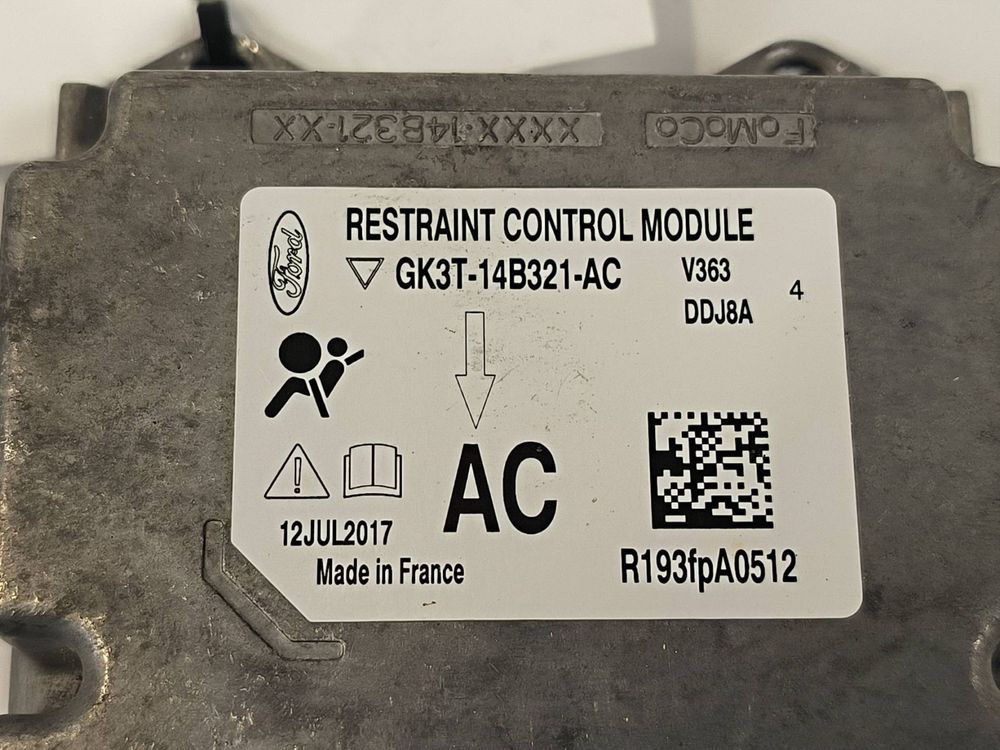 FoMoCo
XXXX-14B321-XX
Ford
RESTRAINT CONTROL MODULE
GK3T-14B321-AC
V363
4
DDJ8A
AC
12JUL2017
Made in France
R193fpA0512